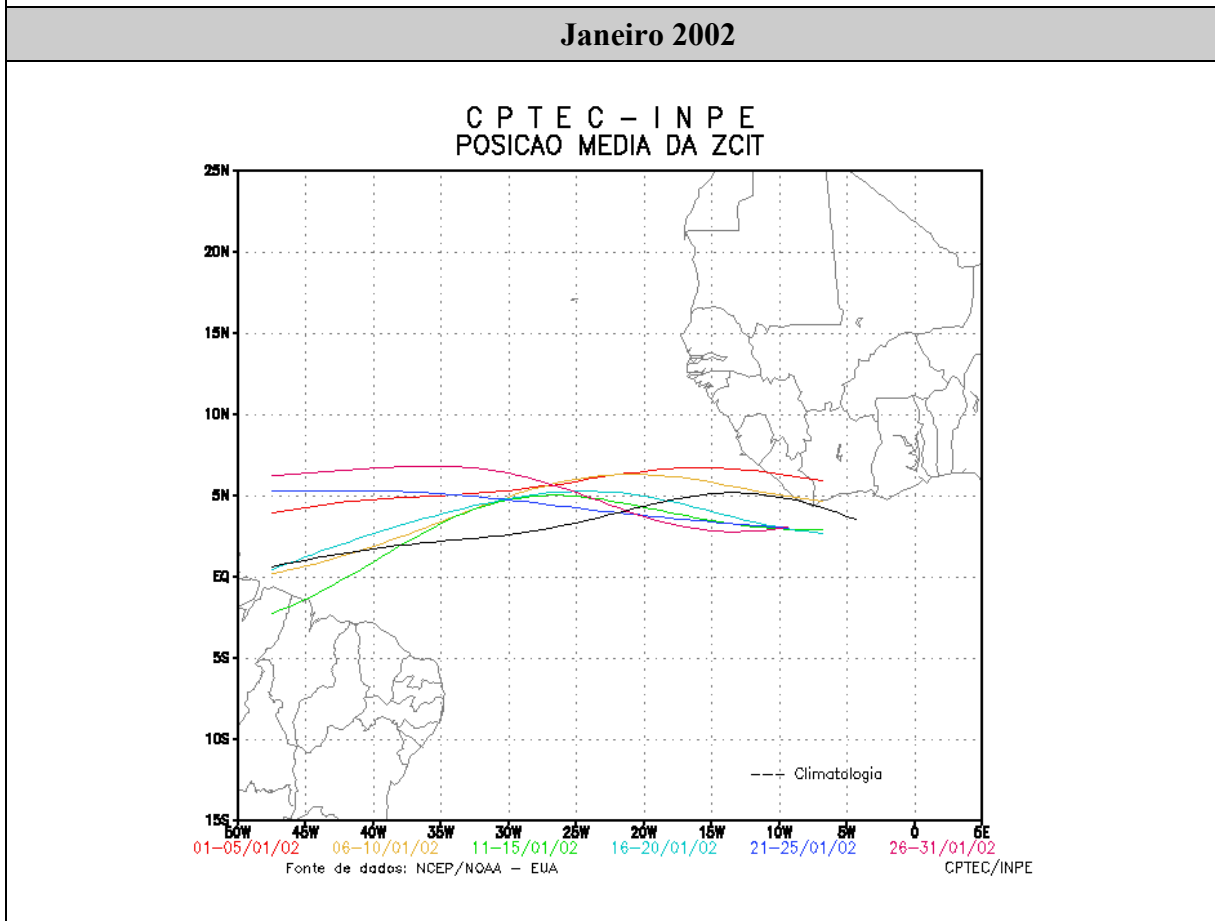 Janeiro 2002
C P T E C – I N P E
POSICAO MEDIA DA ZCIT
25N
20N
15N
10N
5N
EQ
5S
10S
15S
--- Climatologia
50W 45W 40W 35W 30W 25W 20W 15W 10W 5W 0 5E
01–05/01/02 06–10/01/02 11–15/01/02 16–20/01/02 21–25/01/02 26–31/01/02
Fonte de dados: NCEP/NOAA – EUA CPTEC/INPE